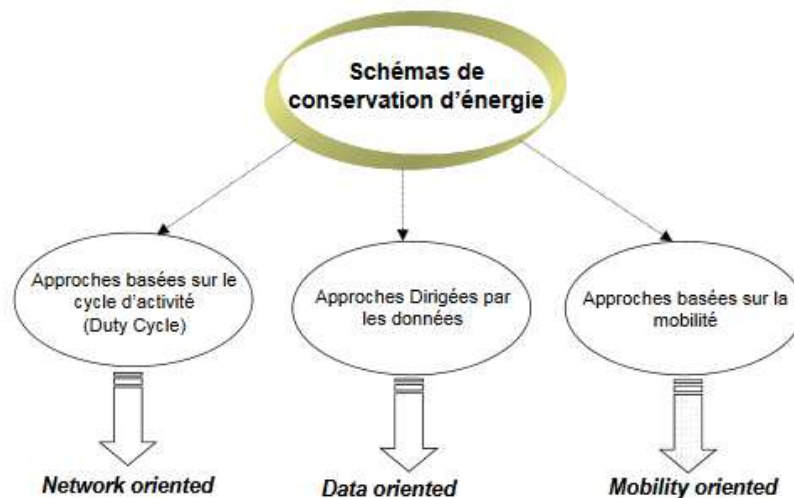 Schémas de
conservation d'énergie
Approches basées sur le
cycle d'activité
(Duty Cycle)
Approches Dirigées par
les données
Approches basées sur la
mobilité
Network oriented
Data oriented
Mobility oriented